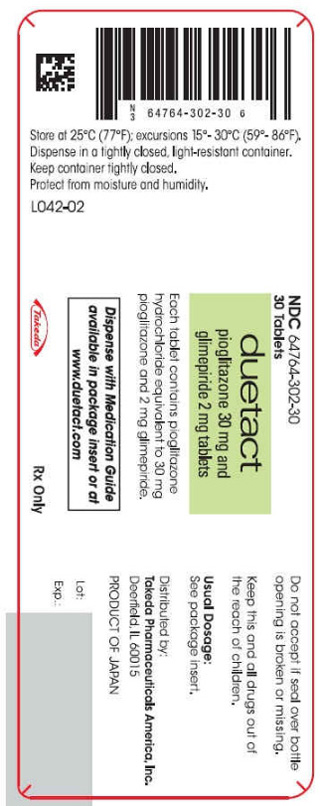 N
3
64764-302-30 6
Store at 25°C (77°F); excursions 15°- 30°C (59°- 86°F).
Dispense in a tightly closed, light-resistant container.
Keep container tightly closed.
Protect from moisture and humidity.
L042-02
NDC 64764-302-30
30 Tablets
duetact
pioglitazone 30 mg and
glimepiride 2 mg tablets
Each tablet contains pioglitazone
hydrochloride equivalent to 30 mg
pioglitazone and 2 mg glimepiride.
Dispense with Medication Guide
available in package insert or at
www.duetact.com
Takeda
Rx Only
Do not accept if seal over bottle
opening is broken or missing.
Keep this and all drugs out of
the reach of children.
Usual Dosage:
See package insert.
Distributed by:
Takeda Pharmaceuticals America, Inc.
Deerfield, IL 60015
PRODUCT OF JAPAN
Lot:
Exp.: